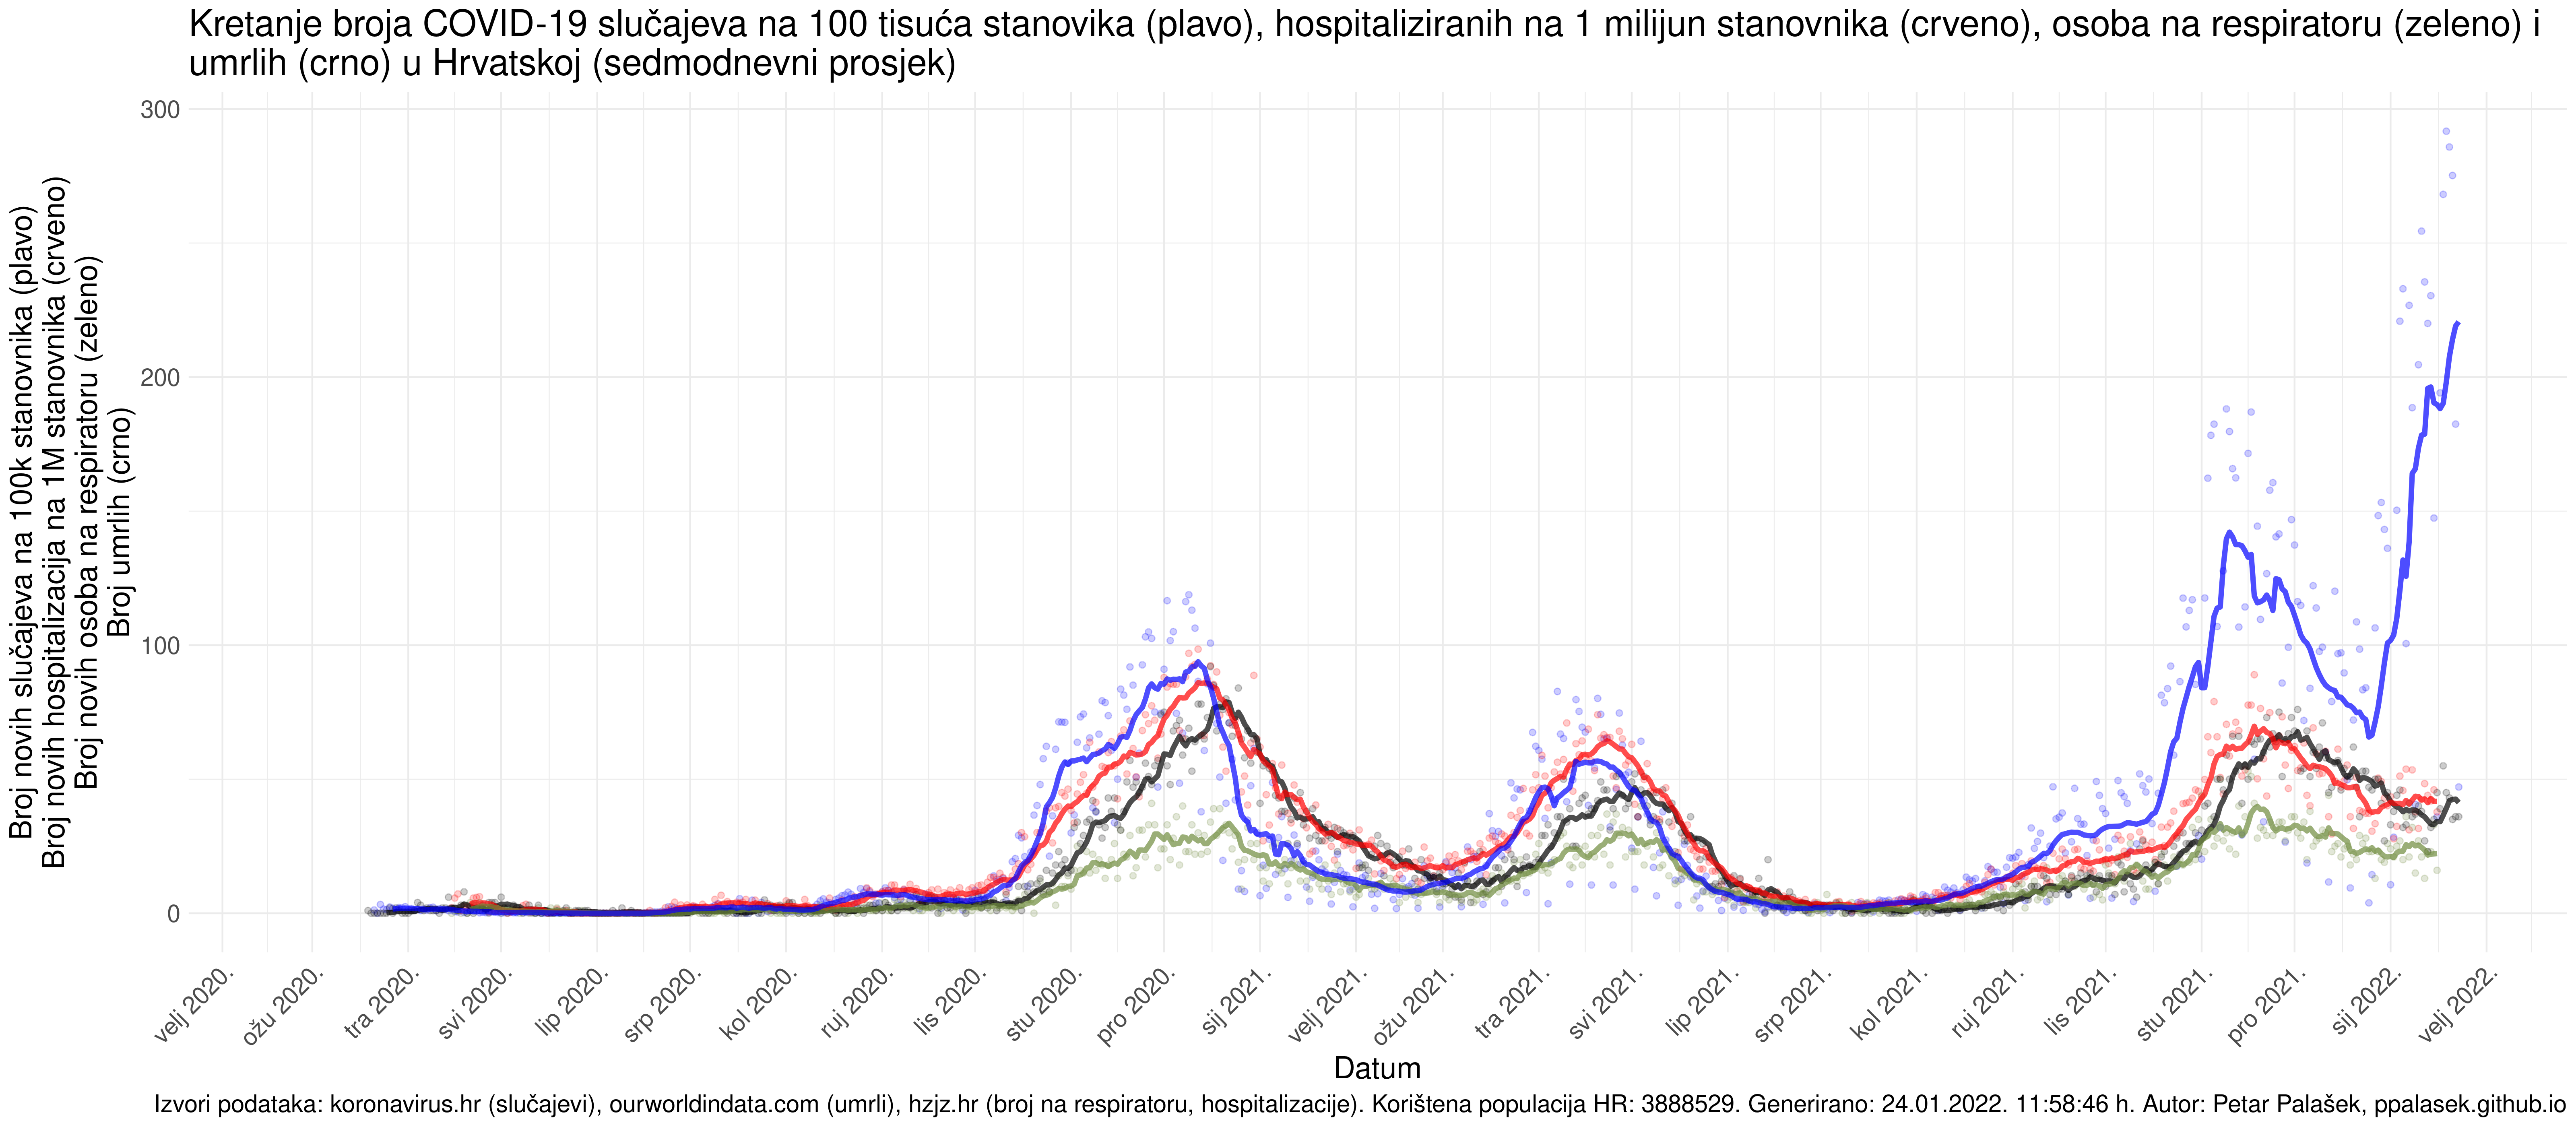 Kretanje broja COVID-19 slučajeva na 100 tisuća stanovika (plavo), hospitaliziranih na 1 milijun stanovnika (crveno), osoba na respiratoru (zeleno) i
umrlih (crno) u Hrvatskoj (sedmodnevni prosjek)
Broj novih slučajeva na 100k stanovnika (plavo)
Broj novih hospitalizacija na 1M stanovnika (crveno)
Broj novih osoba na respiratoru (zeleno)
Broj umrlih (crno)
300
200
100
0
velj 2020.
ožu 2020.
tra 2020.
svi 2020.
lip 2020.
srp 2020.
kol 2020.
ruj 2020.
lis 2020.
stu 2020.
pro 2020.
sij 2021.
velj 2021.
ožu 2021.
tra 2021.
svi 2021.
lip 2021.
srp 2021.
kol 2021.
ruj 2021.
lis 2021.
stu 2021.
pro 2021.
sij 2022.
velj 2022.
Datum
Izvori podataka: koronavirus.hr (slučajevi), ourworldindata.com (umrli), hzjz.hr (broj na respiratoru, hospitalizacije). Korištena populacija HR: 3888529. Generirano: 24.01.2022. 11:58:46 h. Autor: Petar Palašek, ppalasek.github.io